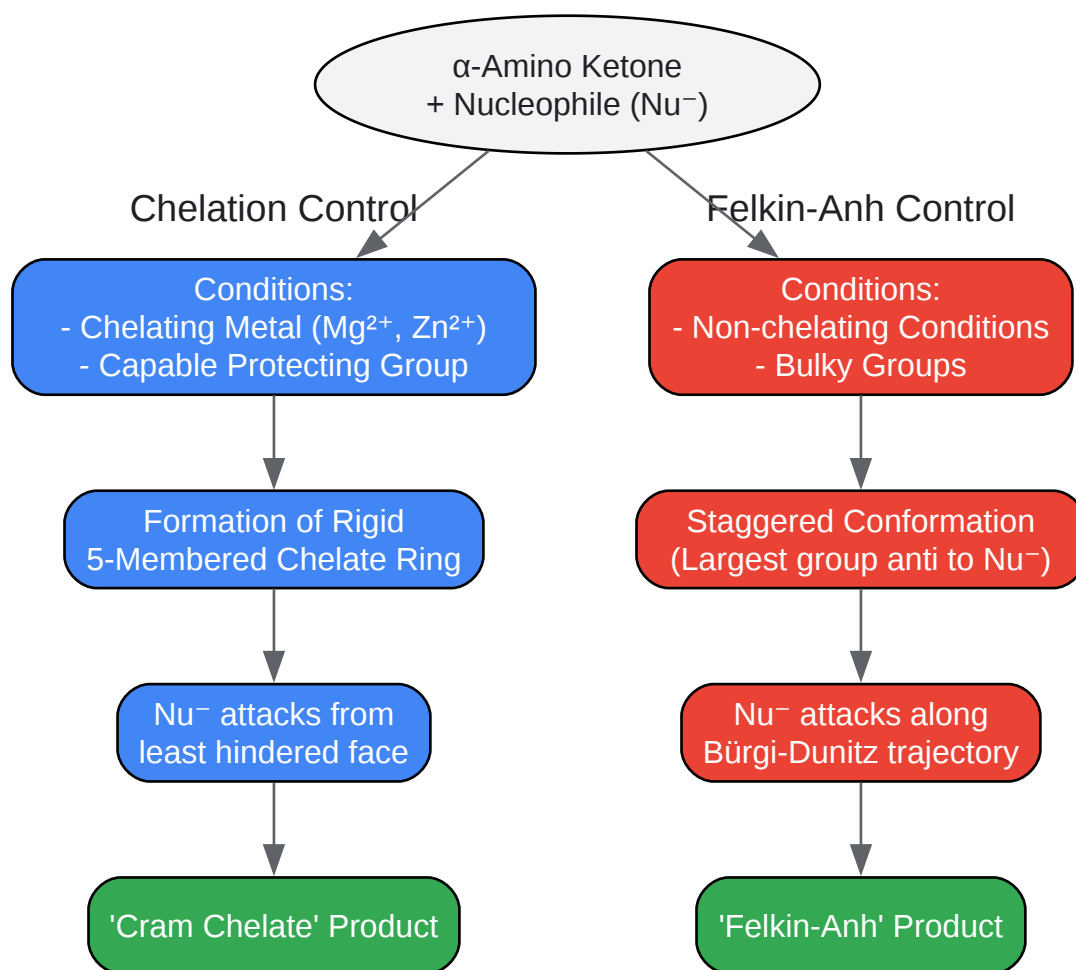 α-Amino Ketone
+ Nucleophile (Nu⁻)
Chelation Control
Felkin-Anh Control
Conditions:
- Chelating Metal (Mg²⁺, Zn²⁺)
- Capable Protecting Group
Conditions:
- Non-chelating Conditions
- Bulky Groups
Formation of Rigid
5-Membered Chelate Ring
Staggered Conformation
(Largest group anti to Nu⁻)
Nu⁻ attacks from
least hindered face
Nu⁻ attacks along
Bürgi-Dunitz trajectory
'Cram Chelate' Product
'Felkin-Anh' Product